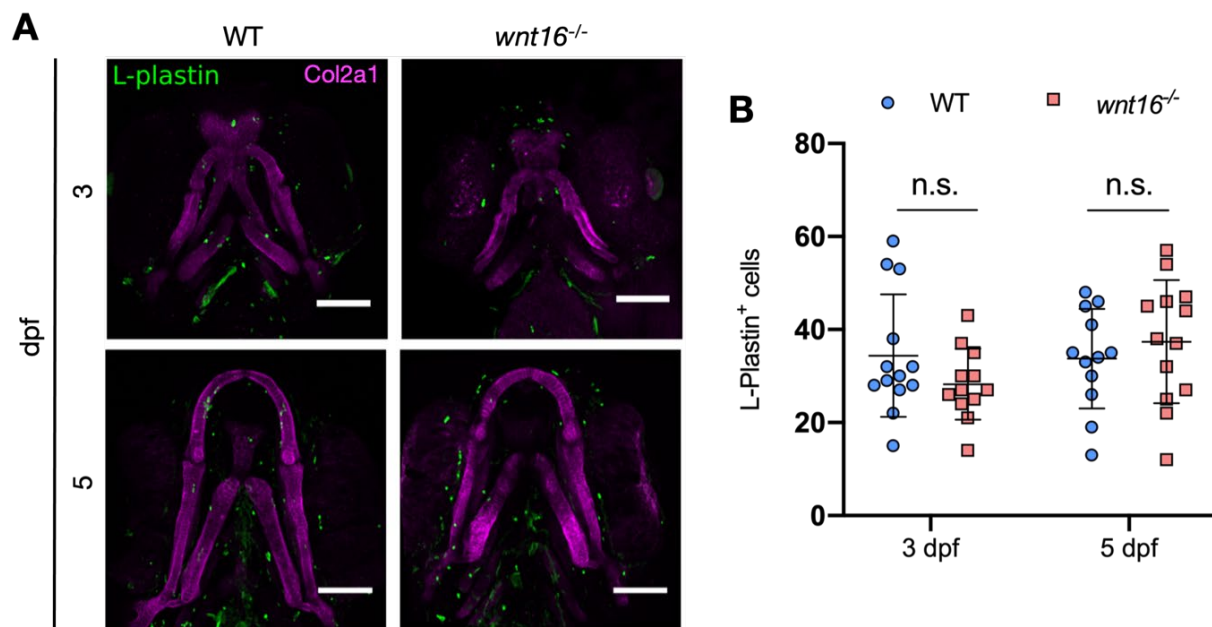 A
WT
wnt16-/-
L-plastin
Col2a1
3
5
dpf
B
WT
wnt16-/-
n.s.
n.s.
L-Plastin+ cells
80
60
40
20
0
3 dpf
5 dpf